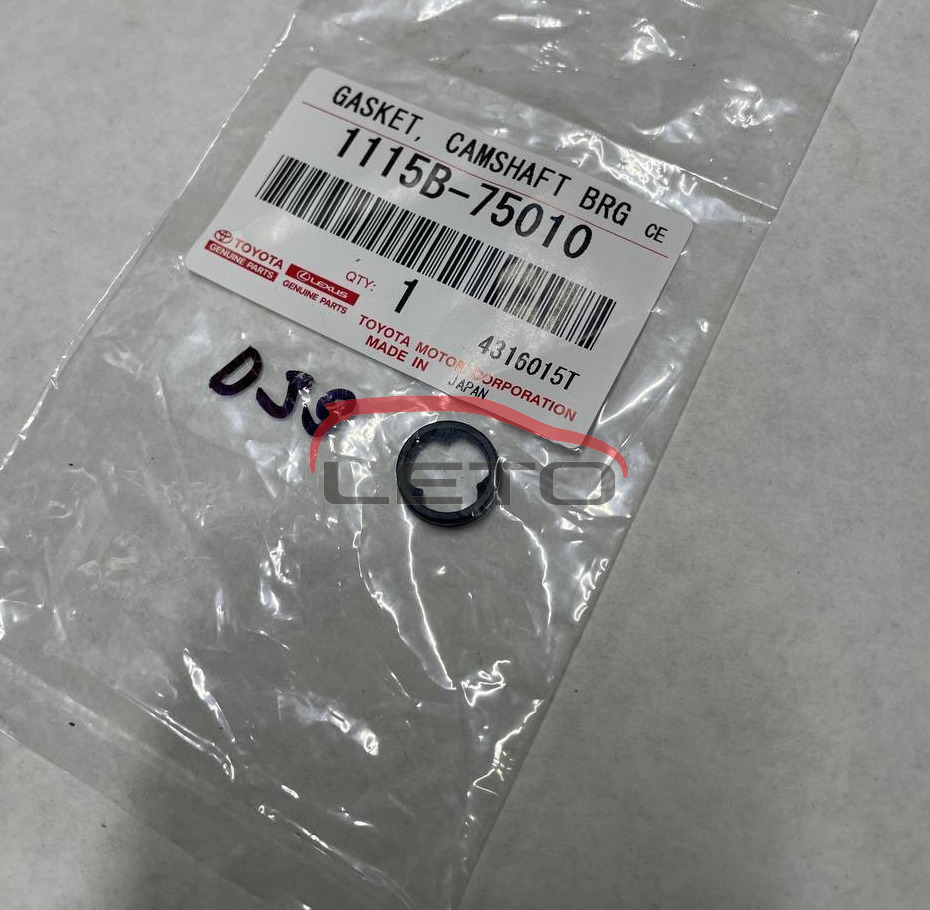 GASKET, CAMSHAFT BRG CE
1115B-75010
TOYOTA
GENUINE PARTS
LEXUS
GENUINE PARTS
QTY: 1
4316015T
TOYOTA MOTOR CORPORATION
MADE IN JAPAN
LETO